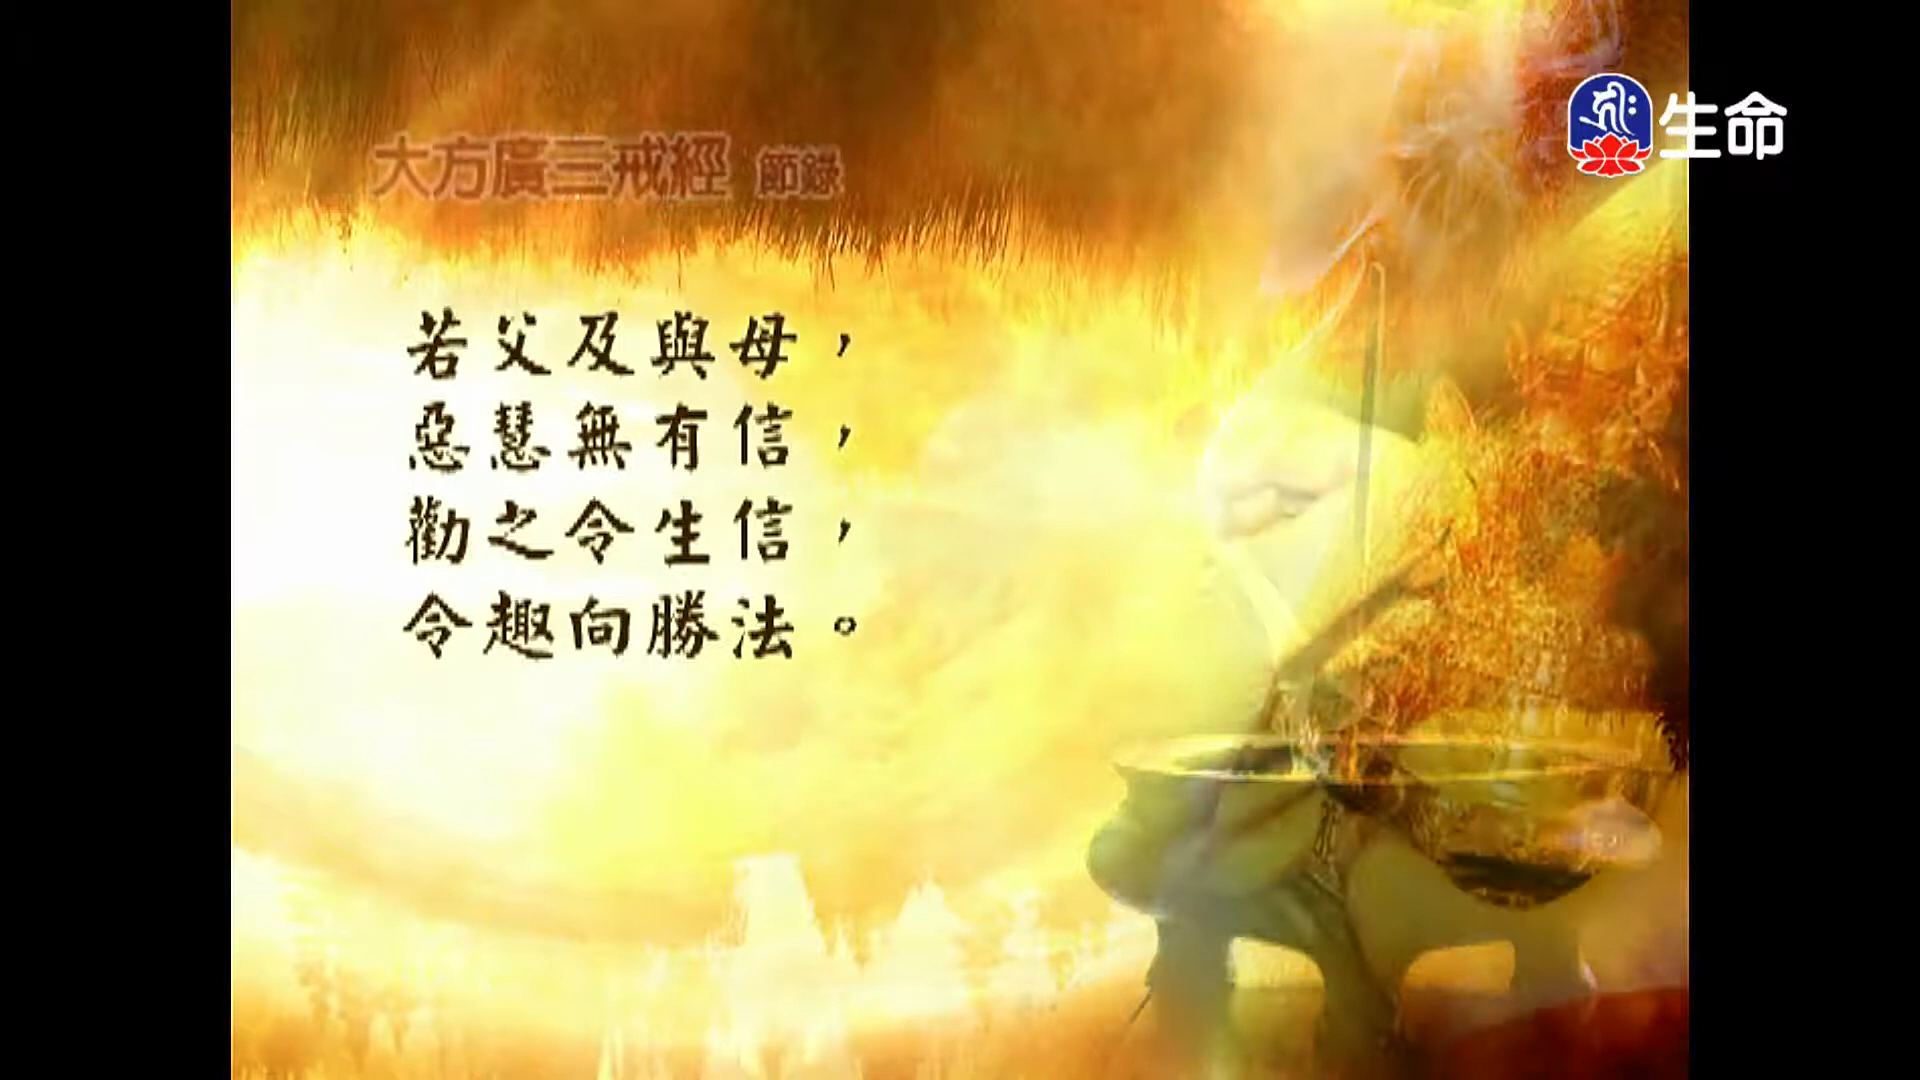 生命
大方廣三戒經 節錄
若父及與母，
惡慧無有信，
勸之令生信，
令趣向勝法。